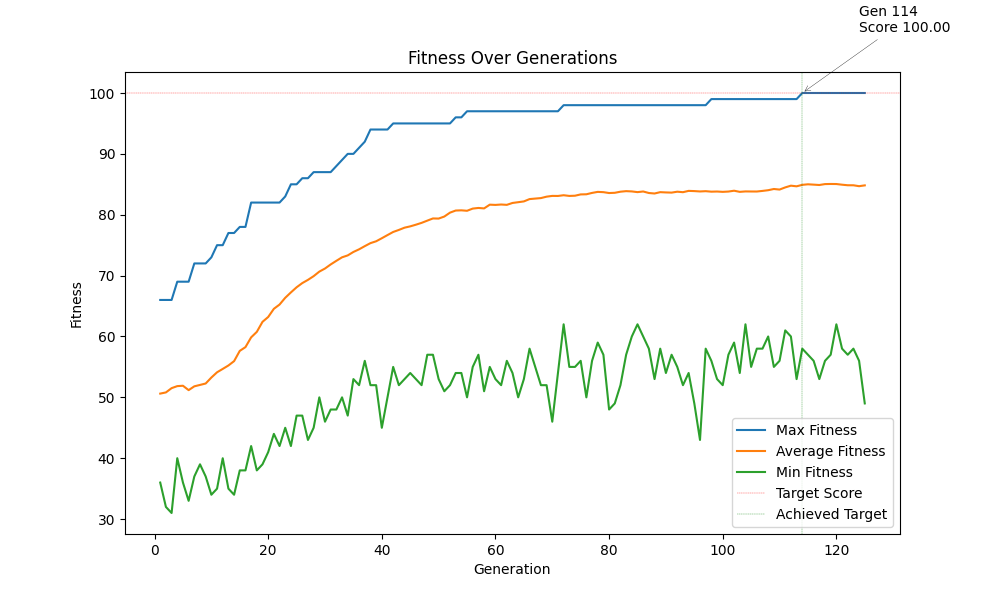 Gen 114
Score 100.00
Fitness Over Generations
Fitness
100
90
80
70
60
50
40
30
0
20
40
60
80
100
120
Generation
Max Fitness
Average Fitness
Min Fitness
Target Score
Achieved Target